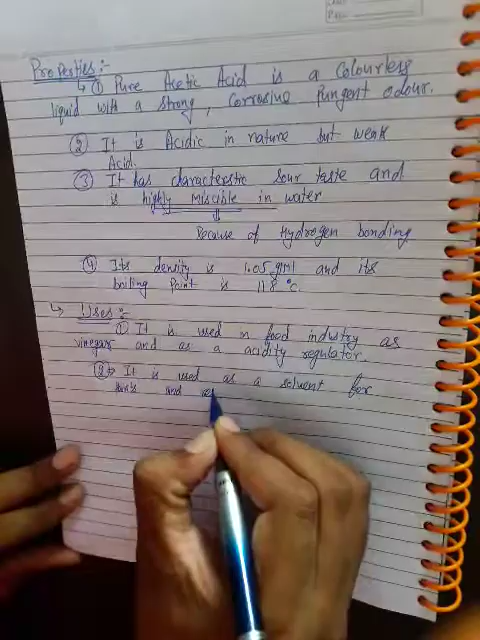 Properties:-
↳ ① Pure Acetic Acid is a Colourless
liquid with a strong, Corrosive Pungent odour.
② It is Acidic in nature but weak
Acid.
③ It has characterstic Sour taste and
is highly Miscible in water
⇓
Because of Hydrogen bonding
④ Its density is 1.05 g/ml and its
boiling Point is 118 °C.
↳ Uses:-
① It is used in food industry as
vinegar and as a acidity regulator.
② It is used as a solvent for
and